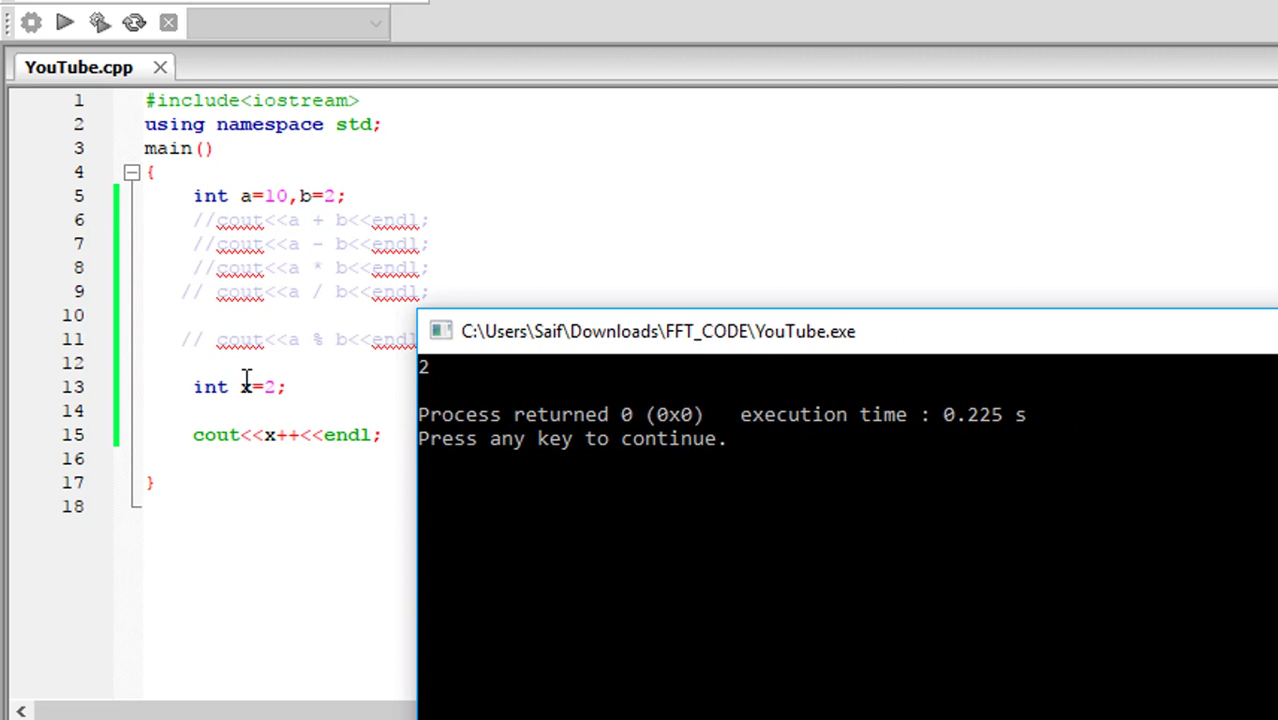 YouTube.cpp
1 #include<iostream>
2 using namespace std;
3 main()
4 {
5 int a=10,b=2;
6 //cout<<a + b<<endl;
7 //cout<<a - b<<endl;
8 //cout<<a * b<<endl;
9 // cout<<a / b<<endl;
10
11 // cout<<a % b<<endl
12
13 int x=2;
14
15 cout<<x++<<endl;
16
17 }
18
C:\Users\Saif\Downloads\FFT_CODE\YouTube.exe
2
Process returned 0 (0x0) execution time : 0.225 s
Press any key to continue.